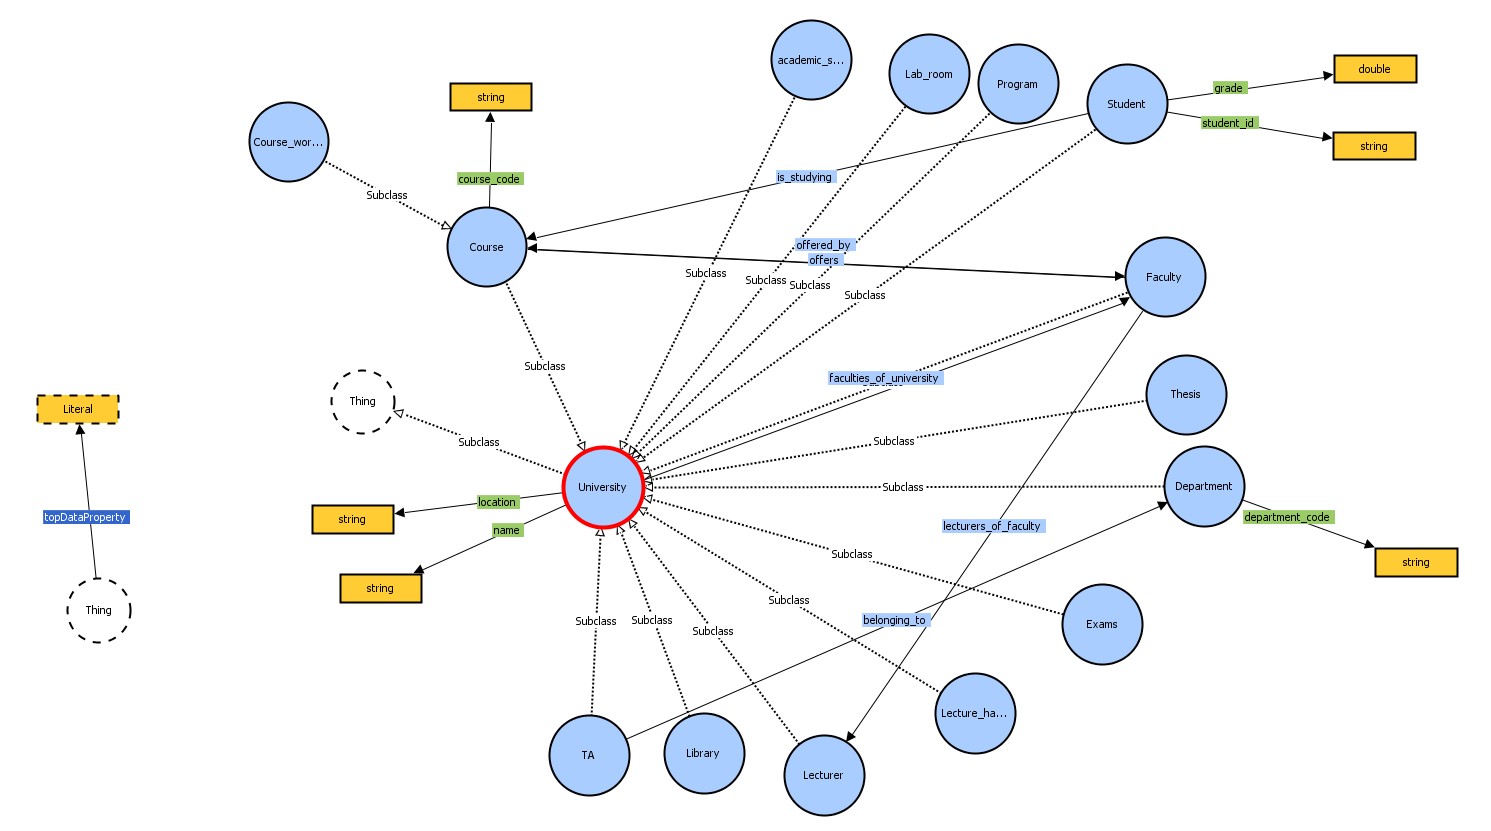 academic_s...
Lab_room
Program
Student
double
grade
string
student_id
string
Course_wor...
course_code
is_studying
Subclass
Course
offered_by
offers
Subclass
Subclass
Subclass
Subclass
Faculty
Subclass
faculties_of_university
Thing
Thesis
Literal
Subclass
Subclass
University
Subclass
Department
location
string
name
topDataProperty
department_code
lecturers_of_faculty
Subclass
string
string
Subclass
Thing
Subclass
Subclass
Subclass
belonging_to
Exams
Lecture_ha...
TA
Library
Lecturer